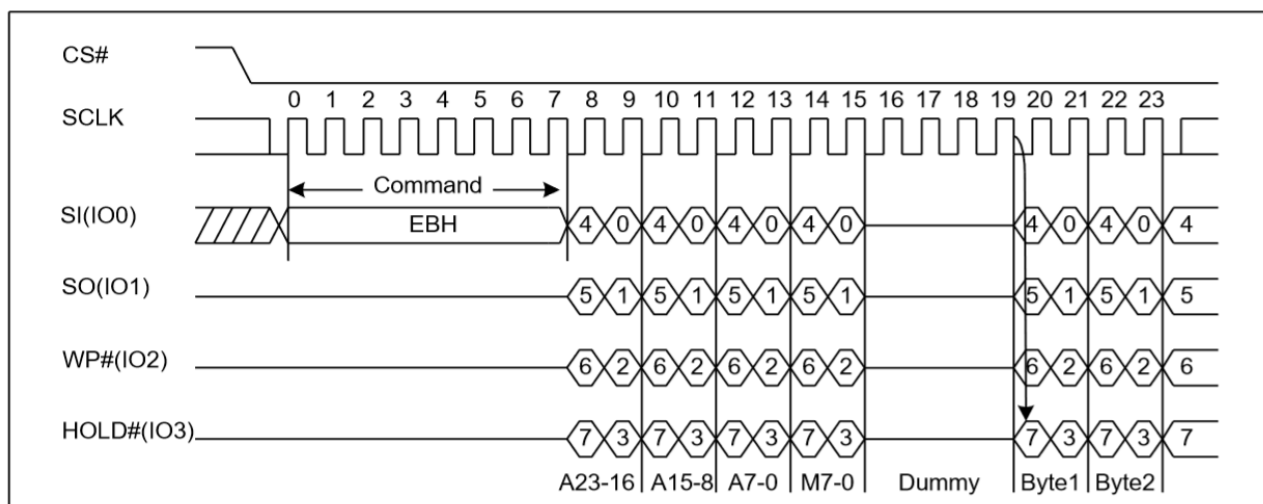 CS#
0 1 2 3 4 5 6 7 8 9 10 11 12 13 14 15 16 17 18 19 20 21 22 23
SCLK
Command
SI(IO0) EBH 4 0 4 0 4 0 4 0 4 0 4 0 4
SO(IO1) 5 1 5 1 5 1 5 1 5 1 5 1 5
WP#(IO2) 6 2 6 2 6 2 6 2 6 2 6 2 6
HOLD#(IO3) 7 3 7 3 7 3 7 3 7 3 7 3 7
A23-16 A15-8 A7-0 M7-0 Dummy Byte1 Byte2